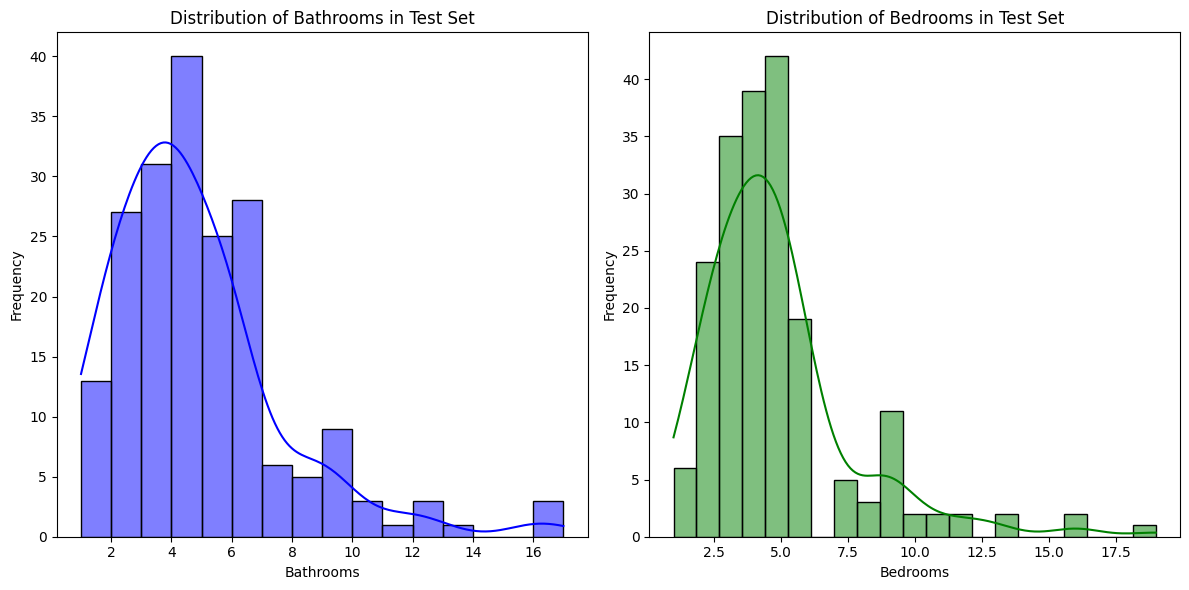 Distribution of Bathrooms in Test Set
Frequency
40
35
30
25
20
15
10
5
0
2 4 6 8 10 12 14 16
Bathrooms
Distribution of Bedrooms in Test Set
Frequency
40
35
30
25
20
15
10
5
0
2.5 5.0 7.5 10.0 12.5 15.0 17.5
Bedrooms